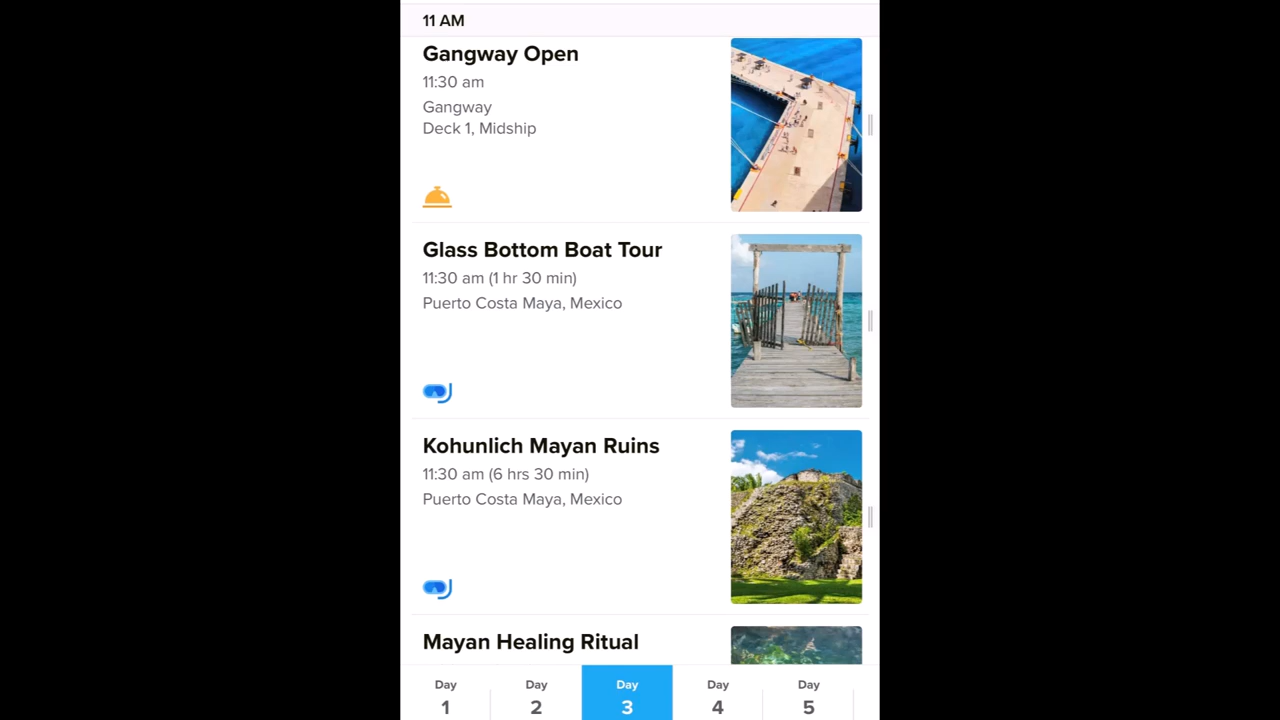 11 AM
Gangway Open
11:30 am
Gangway
Deck 1, Midship
Glass Bottom Boat Tour
11:30 am (1 hr 30 min)
Puerto Costa Maya, Mexico
Kohunlich Mayan Ruins
11:30 am (6 hrs 30 min)
Puerto Costa Maya, Mexico
Mayan Healing Ritual
Day Day Day Day Day
1 2 3 4 5